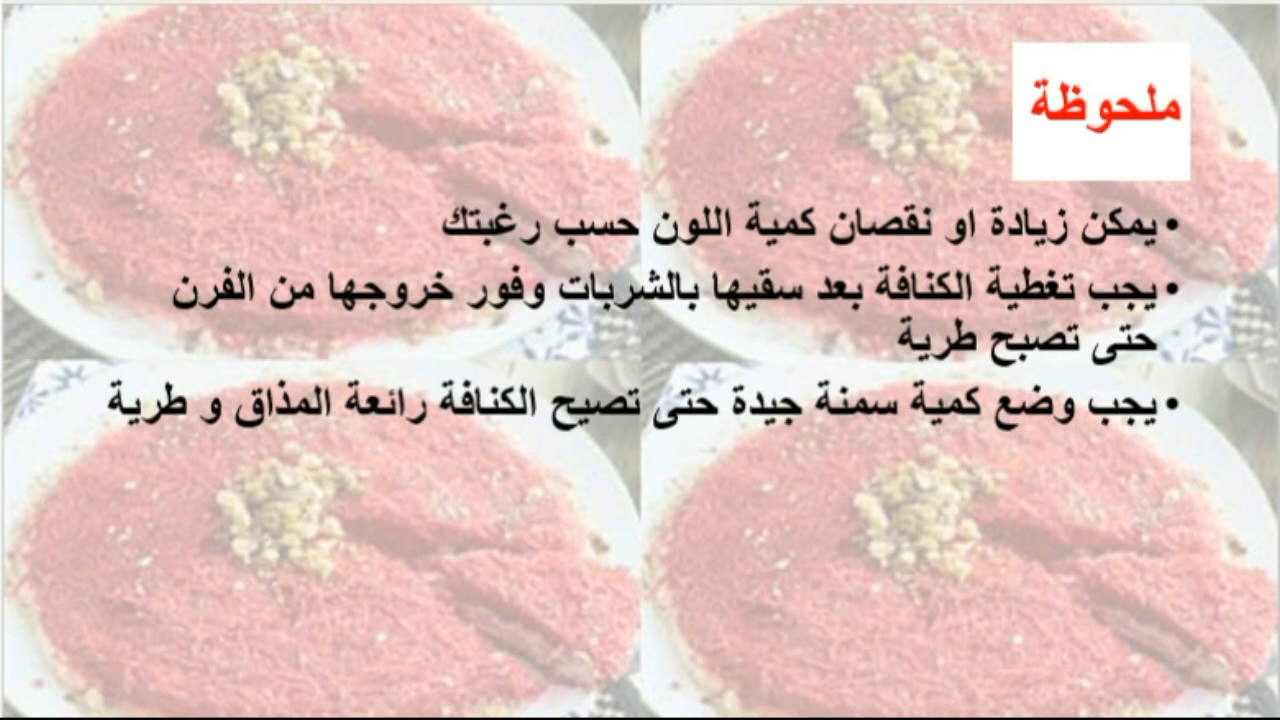 ملحوظة
• يمكن زيادة او نقصان كمية اللون حسب رغبتك
• يجب تغطية الكنافة بعد سقيها بالشربات وفور خروجها من الفرن
حتى تصبح طرية
• يجب وضع كمية سمنة جيدة حتى تصيح الكنافة رائعة المذاق و طرية